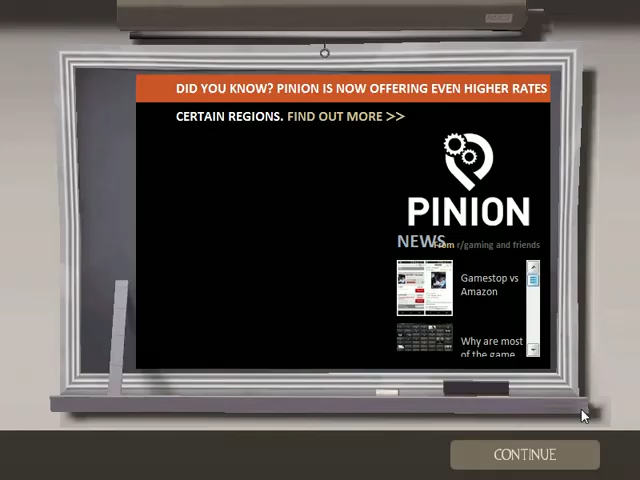 DID YOU KNOW? PINION IS NOW OFFERING EVEN HIGHER RATES
CERTAIN REGIONS. FIND OUT MORE >>
PINION
NEWS From r/gaming and friends
Gamestop vs
Amazon
Why are most
of the game
CONTINUE